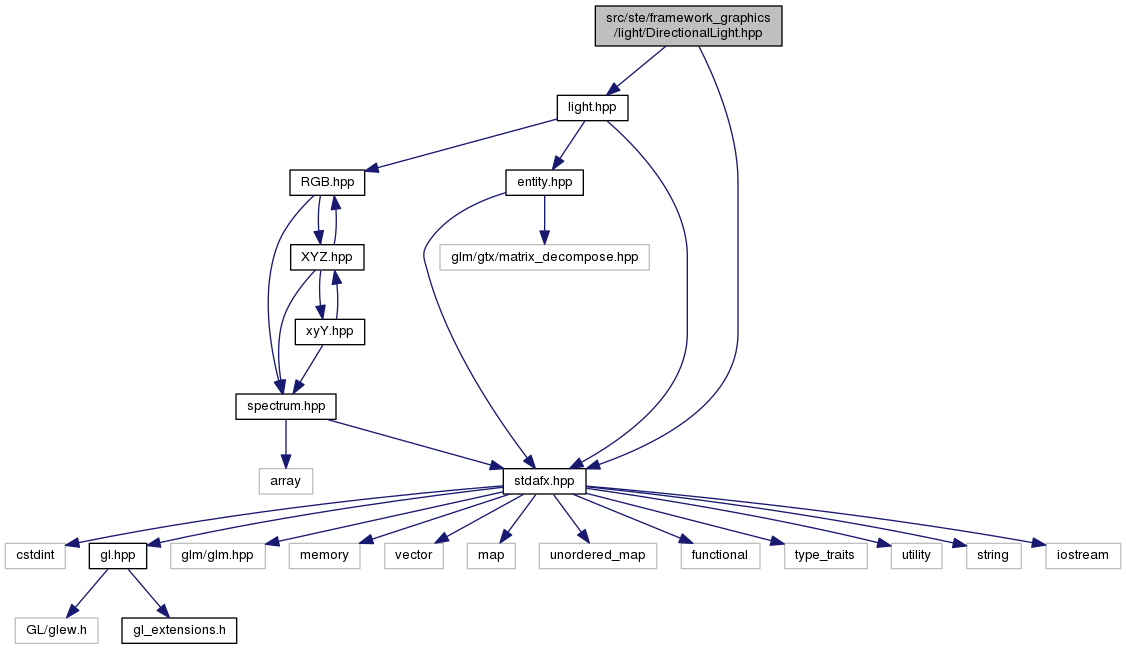 src/ste/framework_graphics
/light/DirectionalLight.hpp
light.hpp
RGB.hpp
entity.hpp
XYZ.hpp
glm/gtx/matrix_decompose.hpp
xyY.hpp
spectrum.hpp
array
stdafx.hpp
cstdint
gl.hpp
glm/glm.hpp
memory
vector
map
unordered_map
functional
type_traits
utility
string
iostream
GL/glew.h
gl_extensions.h